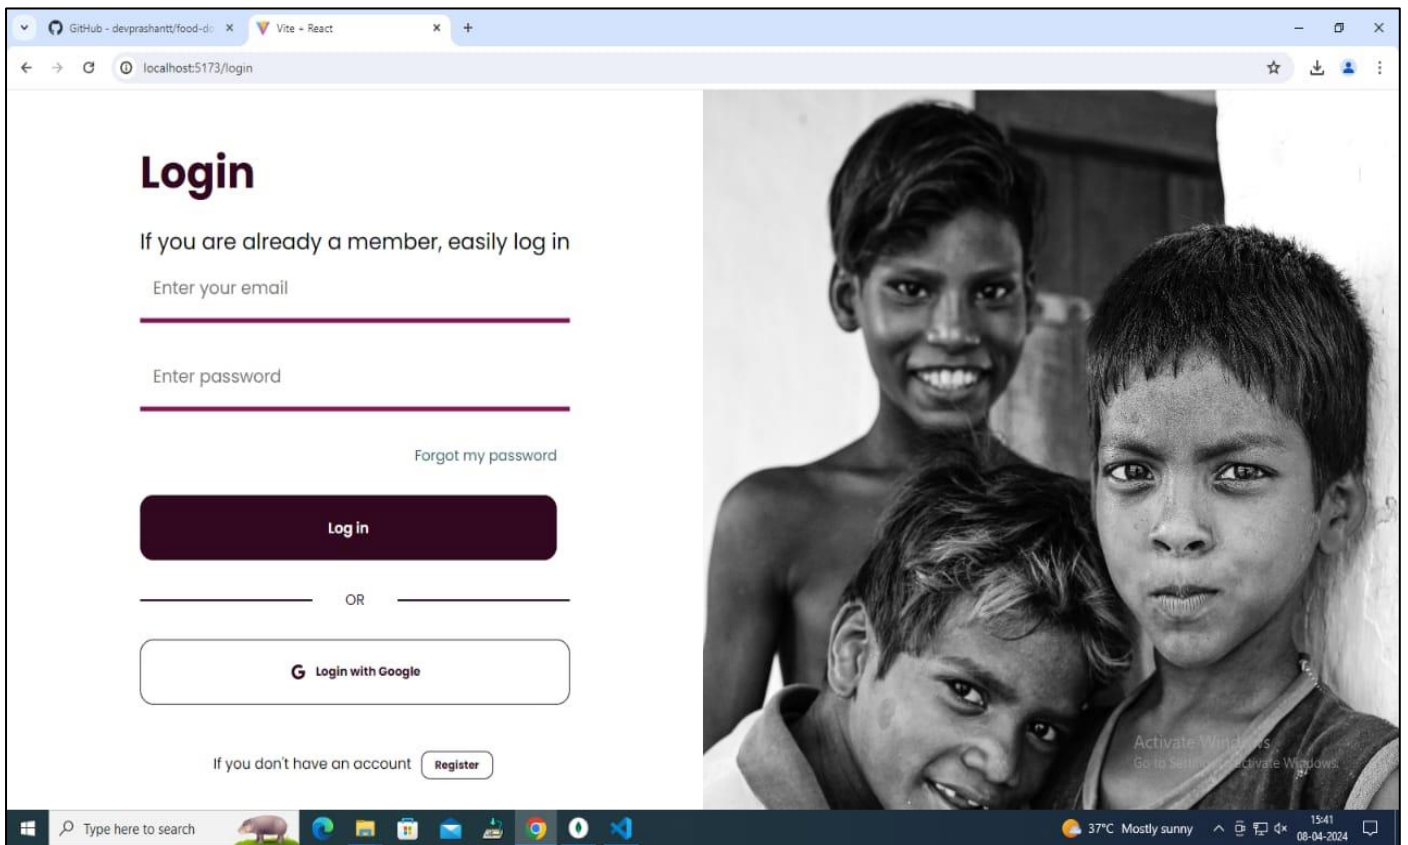 GitHub - devprashantt/food-do
Vite + React
localhost:5173/login
Login
If you are already a member, easily log in
Enter your email
Enter password
Forgot my password
Log in
OR
G Login with Google
If you don't have an account Register
Activate Windows
Go to Settings to activate Windows.
Type here to search
37°C Mostly sunny
15:41
08-04-2024